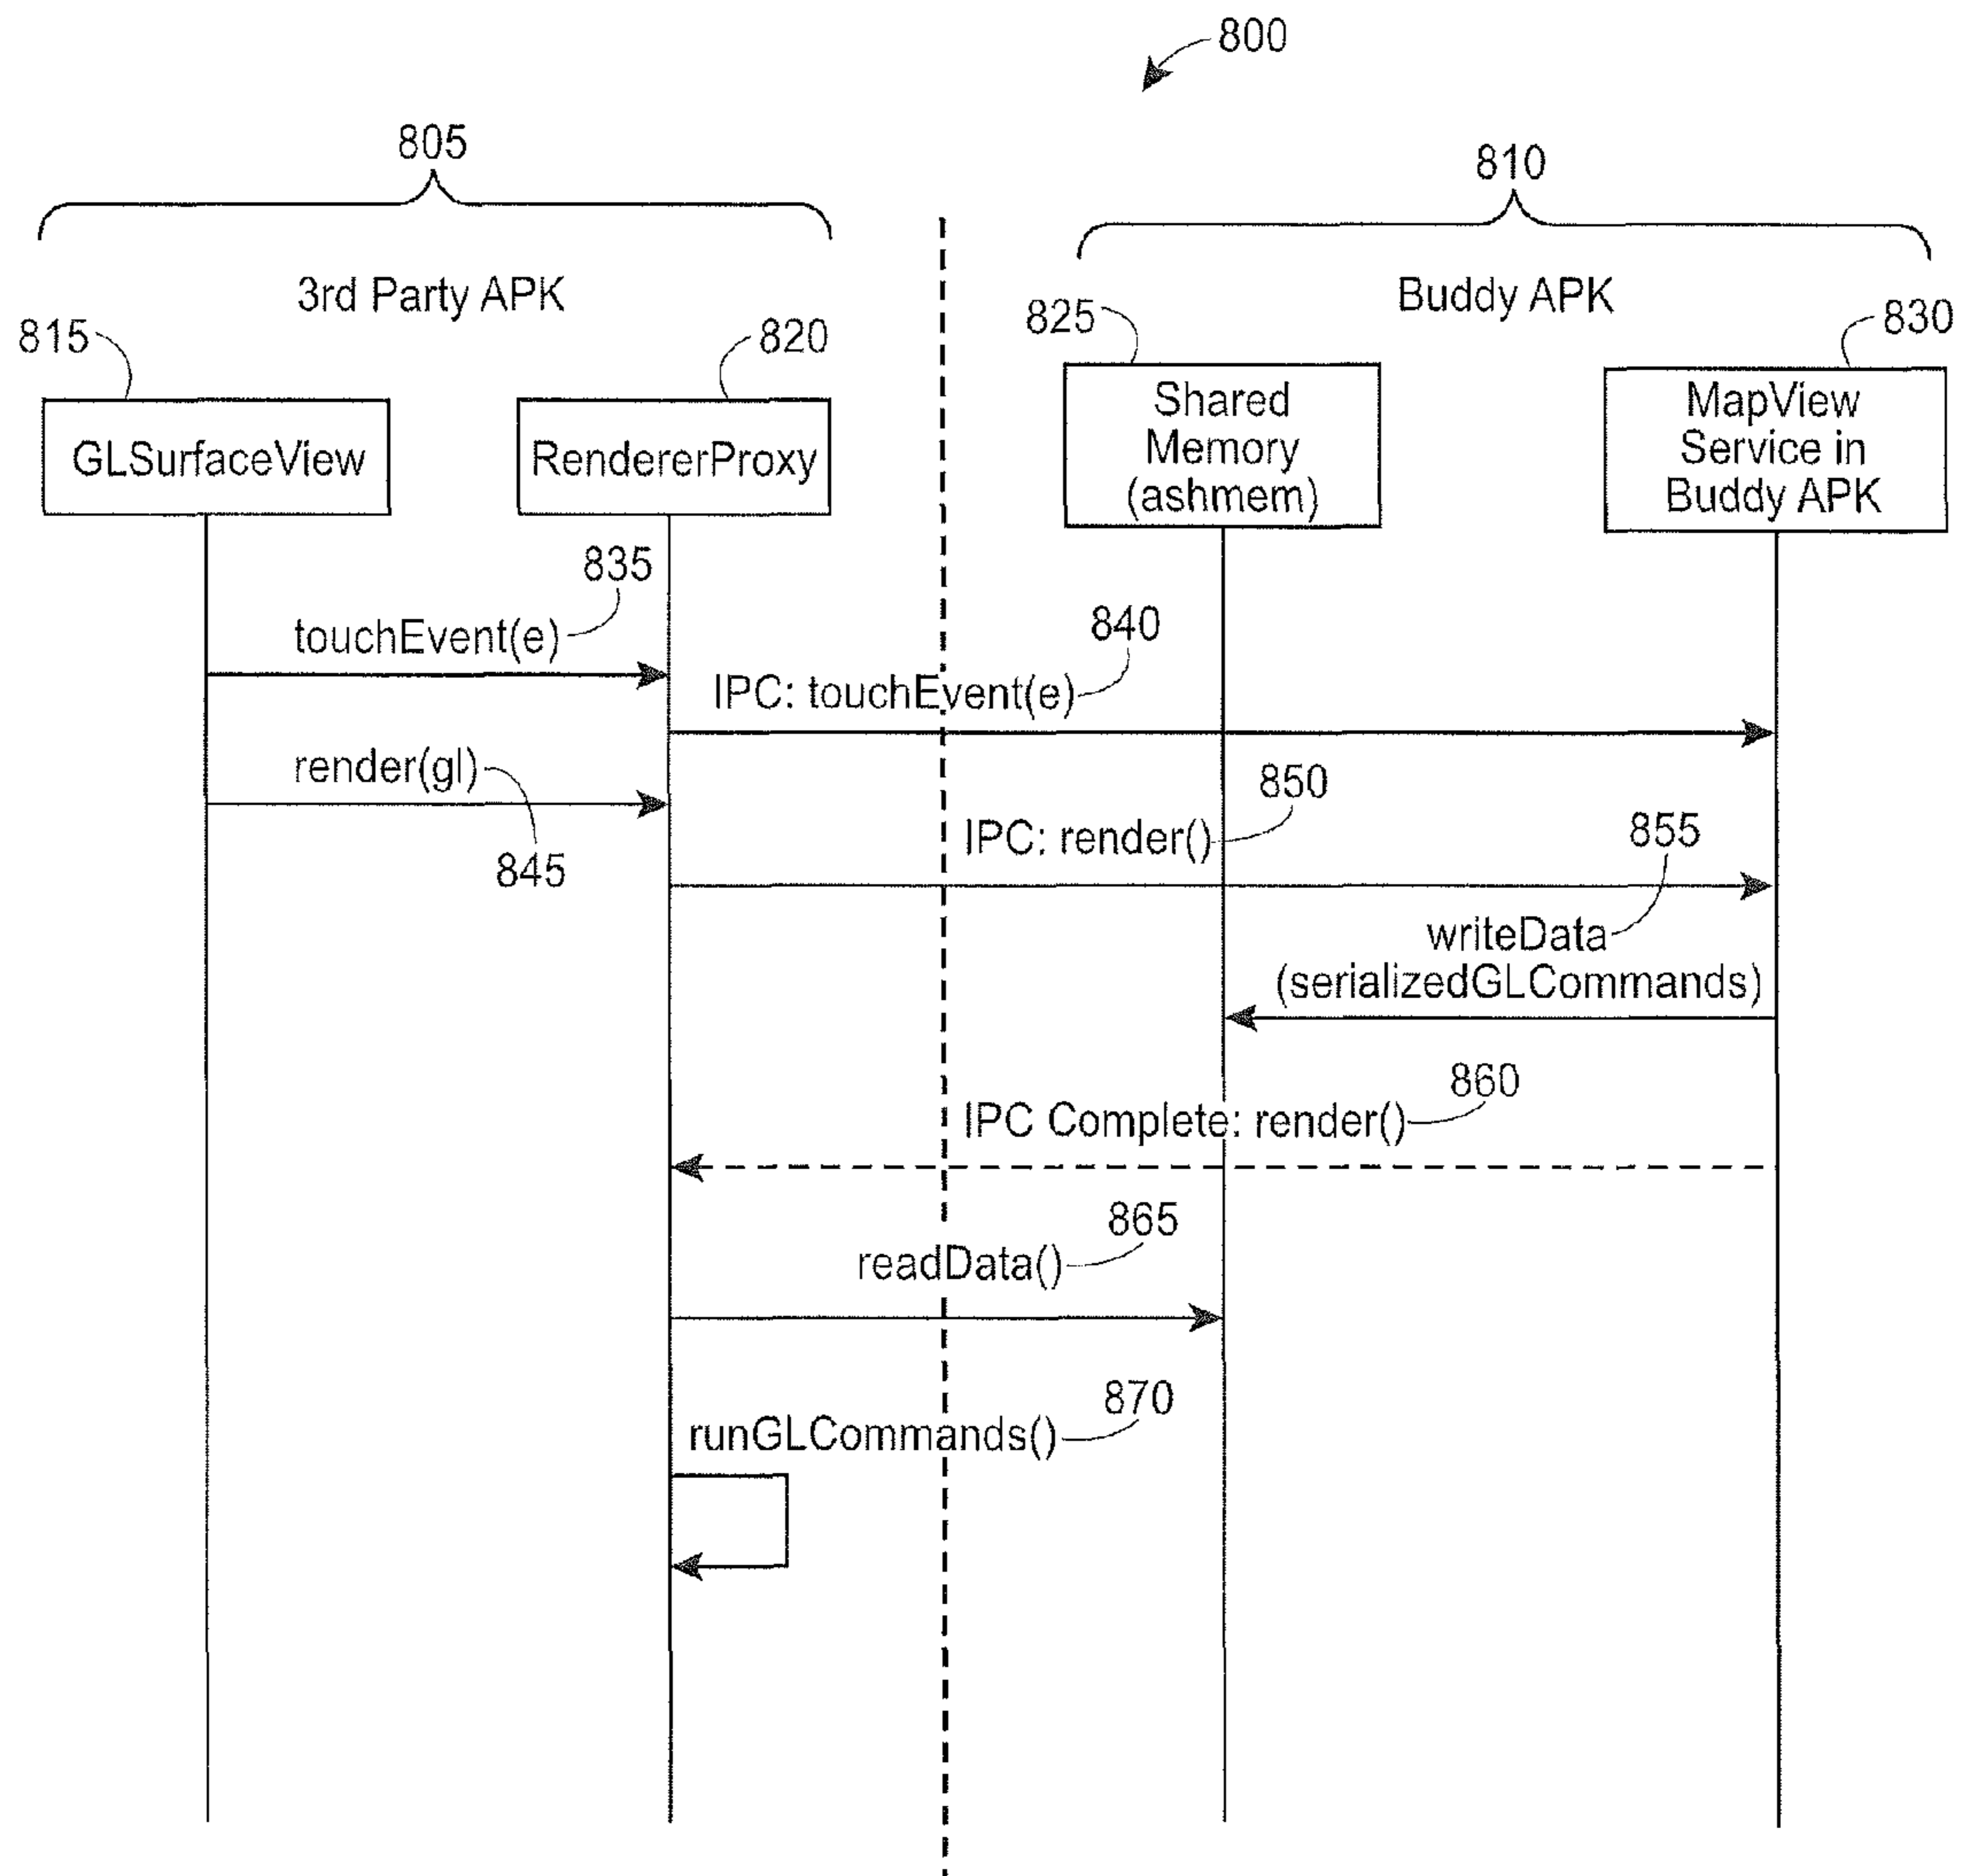 800
805
810
3rd Party APK
Buddy APK
815
820
825
830
GLSurfaceView
RendererProxy
Shared
Memory
(ashmem)
MapView
Service in
Buddy APK
835
touchEvent(e)
840
IPC: touchEvent(e)
render(gl)
845
850
IPC: render()
855
writeData
(serializedGLCommands)
860
IPC Complete: render()
865
readData()
870
runGLCommands()